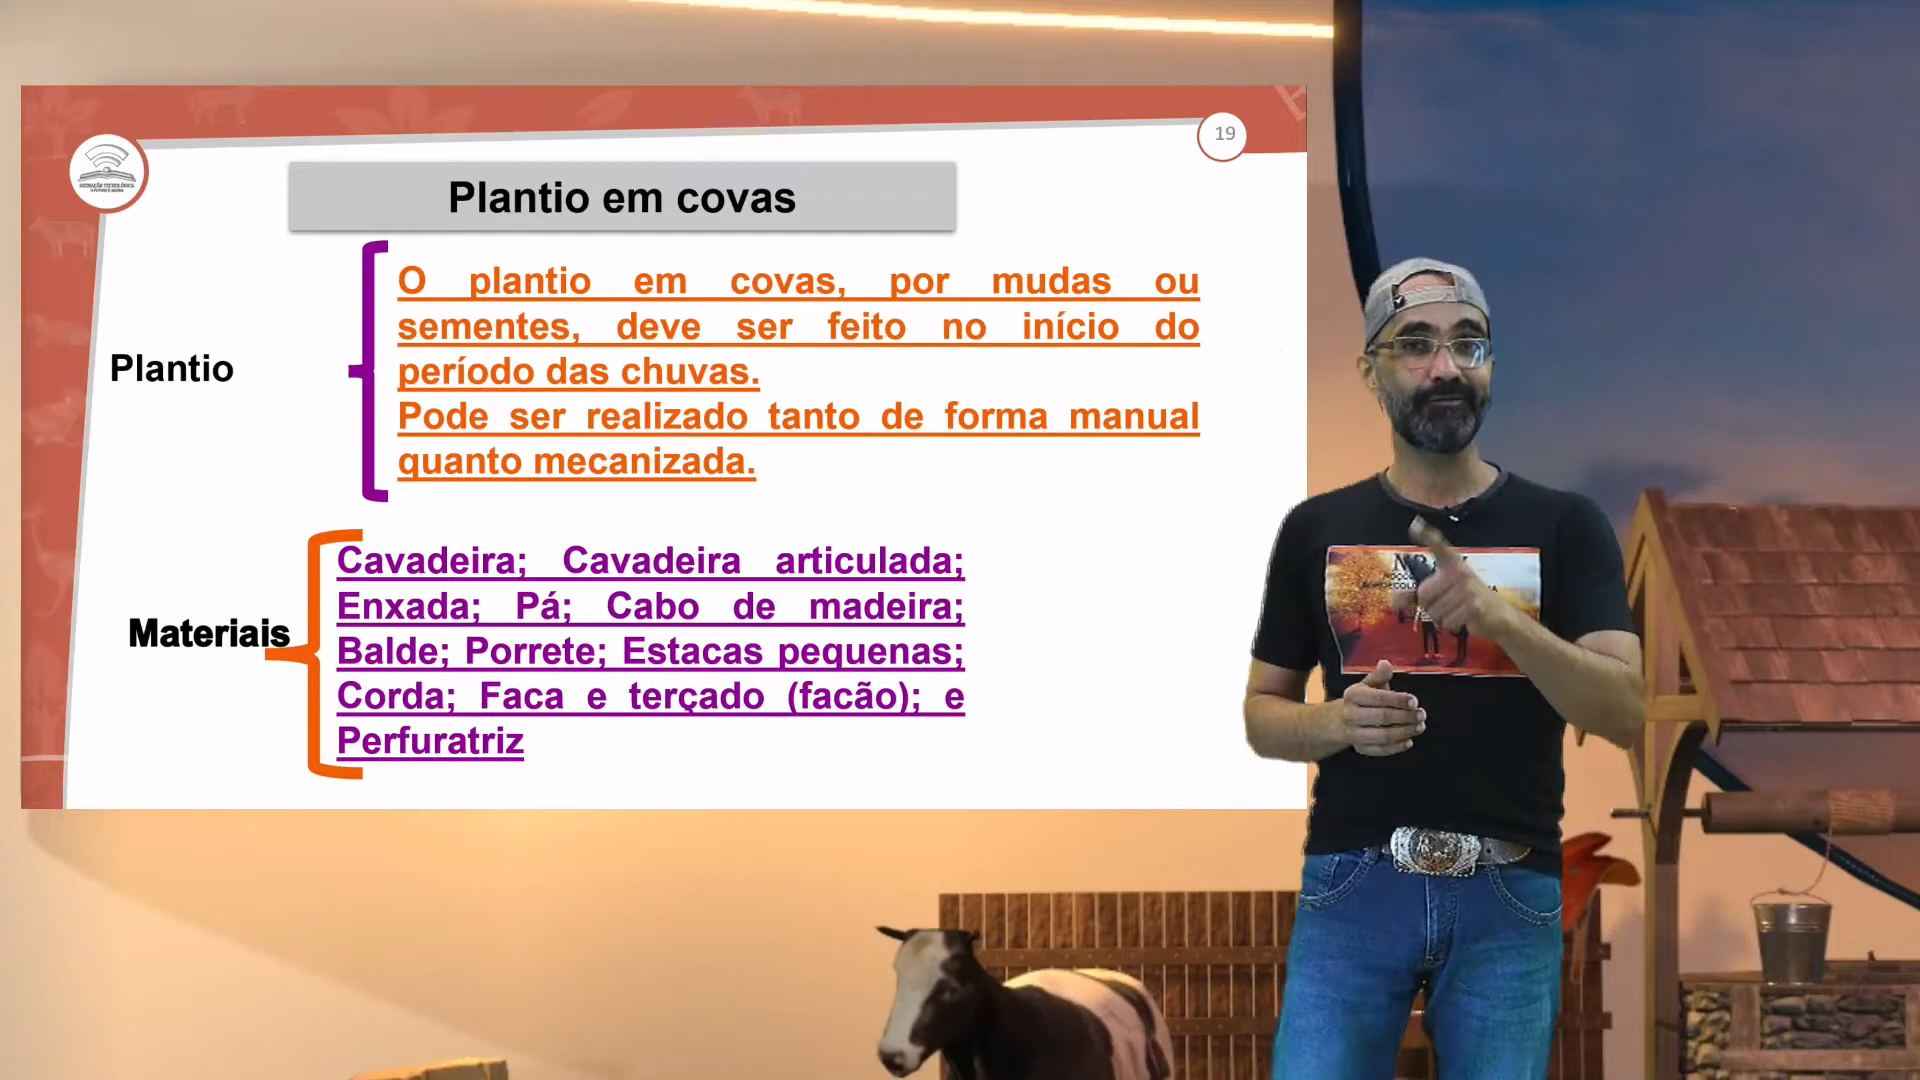 19
MEDIAÇÃO TECNOLÓGICA
Plantio em covas
Plantio
O plantio em covas, por mudas ou
sementes, deve ser feito no início do
período das chuvas.
Pode ser realizado tanto de forma manual
quanto mecanizada.
Materiais
Cavadeira; Cavadeira articulada;
Enxada; Pá; Cabo de madeira;
Balde; Porrete; Estacas pequenas;
Corda; Faca e terçado (facão); e
Perfuratriz